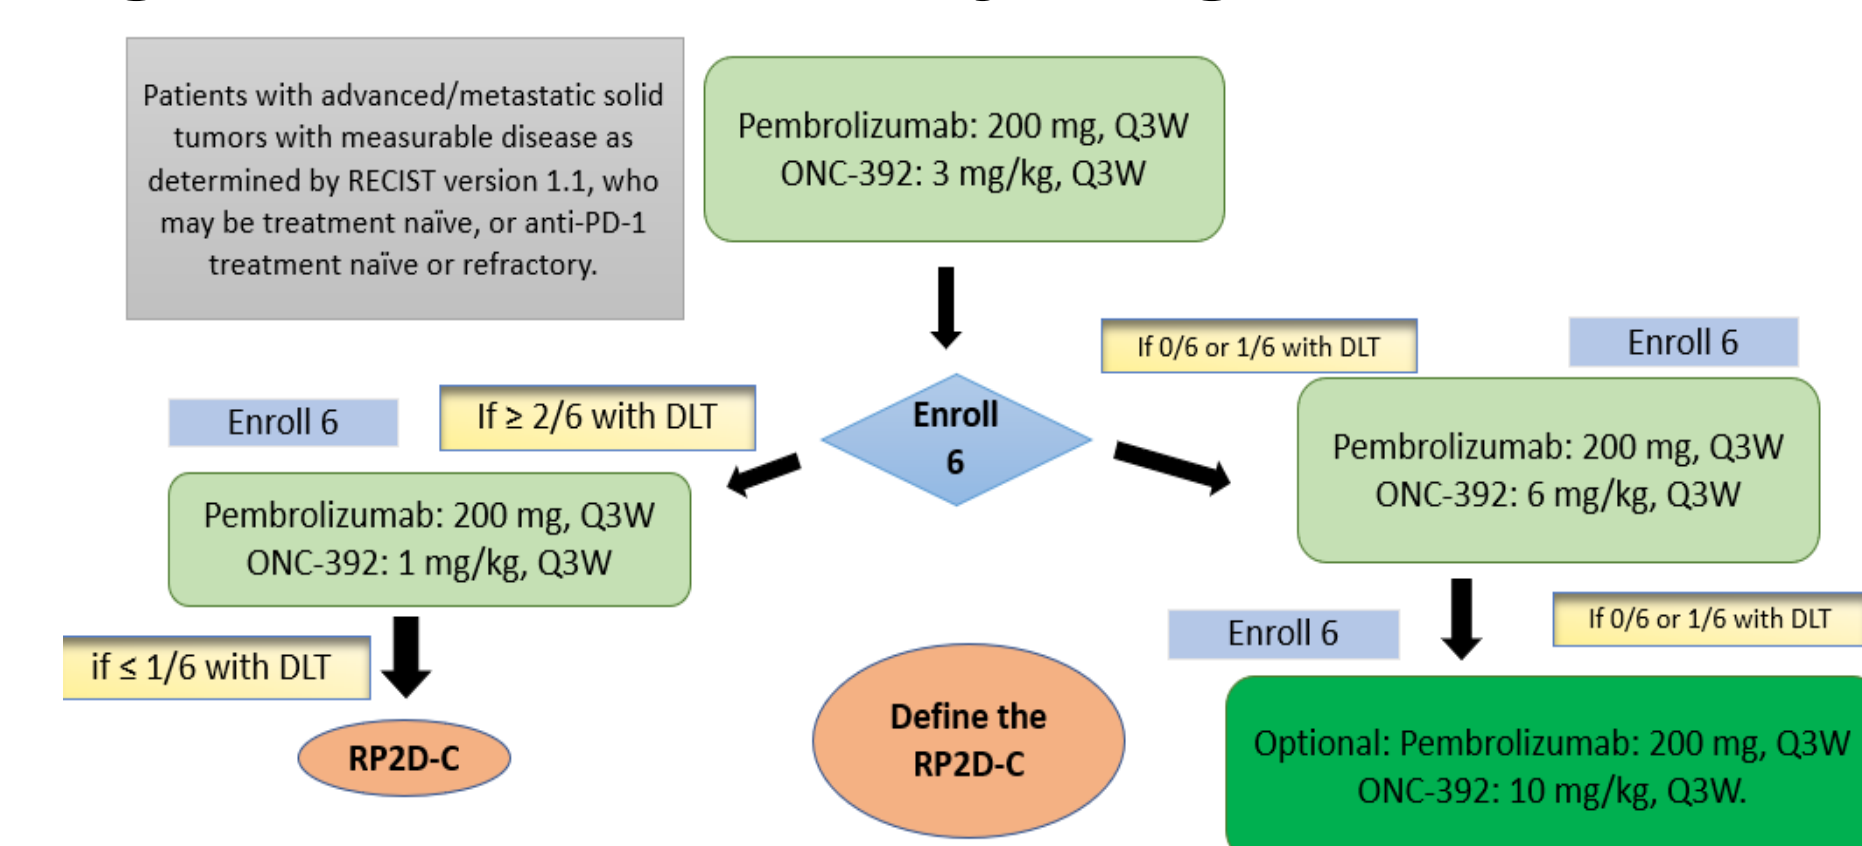 Patients with advanced/metastatic solid
tumors with measurable disease as
determined by RECIST version 1.1, who
may be treatment naïve, or anti-PD-1
treatment naïve or refractory.
Pembrolizumab: 200 mg, Q3W
ONC-392: 3 mg/kg, Q3W
If 0/6 or 1/6 with DLT
Enroll 6
Enroll 6
If ≥ 2/6 with DLT
Enroll
6
Pembrolizumab: 200 mg, Q3W
ONC-392: 6 mg/kg, Q3W
Pembrolizumab: 200 mg, Q3W
ONC-392: 1 mg/kg, Q3W
if ≤ 1/6 with DLT
Enroll 6
If 0/6 or 1/6 with DLT
RP2D-C
Define the
RP2D-C
Optional: Pembrolizumab: 200 mg, Q3W
ONC-392: 10 mg/kg, Q3W.